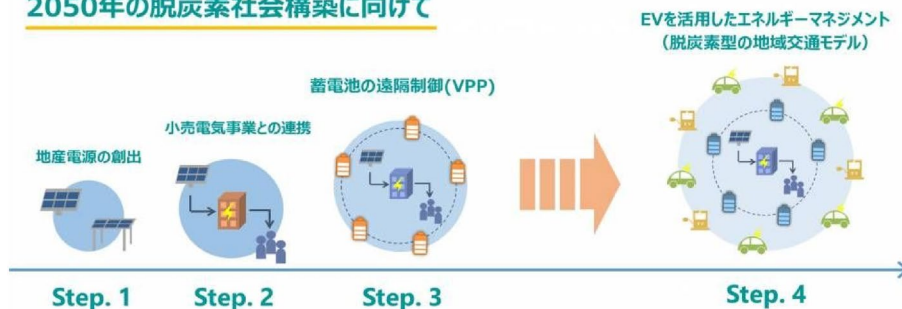 2050年の脱炭素社会構築に向けて
EVを活用したエネルギーマネジメント
(脱炭素型の地域交通モデル)
蓄電池の遠隔制御(VPP)
小売電気事業との連携
地産電源の創出
Step. 1
Step. 2
Step. 3
Step. 4